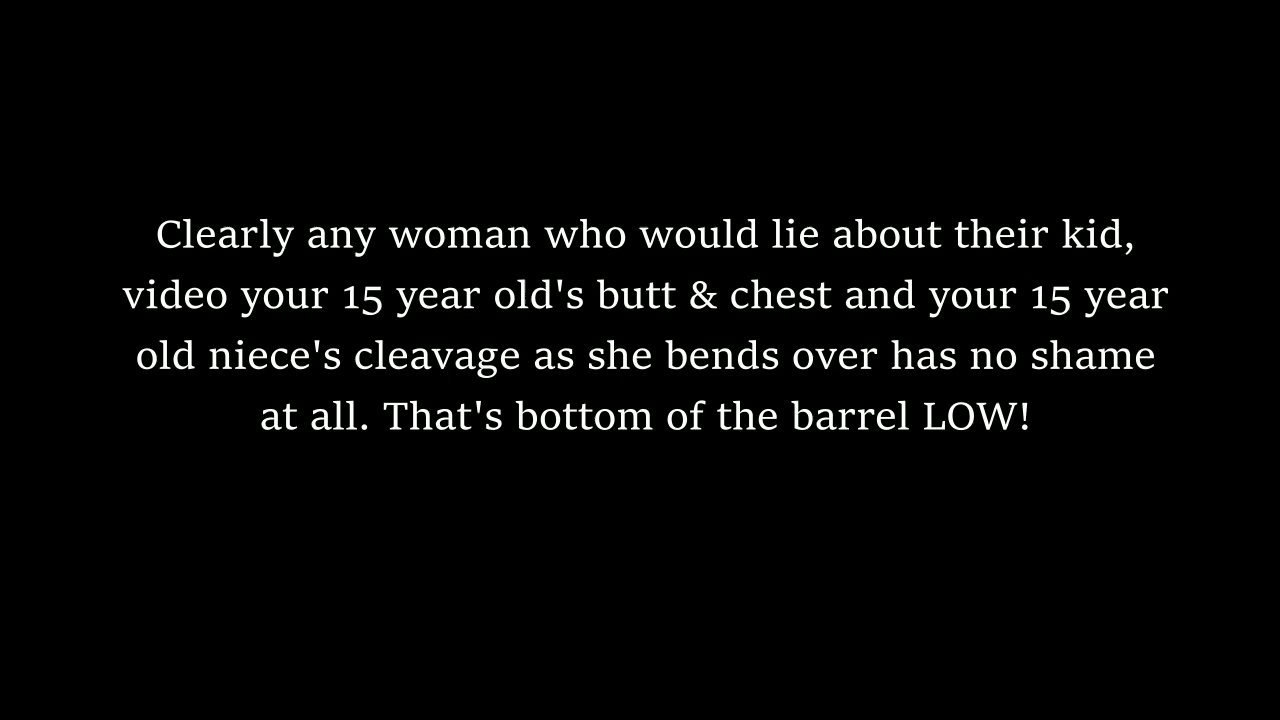 Clearly any woman who would lie about their kid,
video your 15 year old's butt & chest and your 15 year
old niece's cleavage as she bends over has no shame
at all. That's bottom of the barrel LOW!